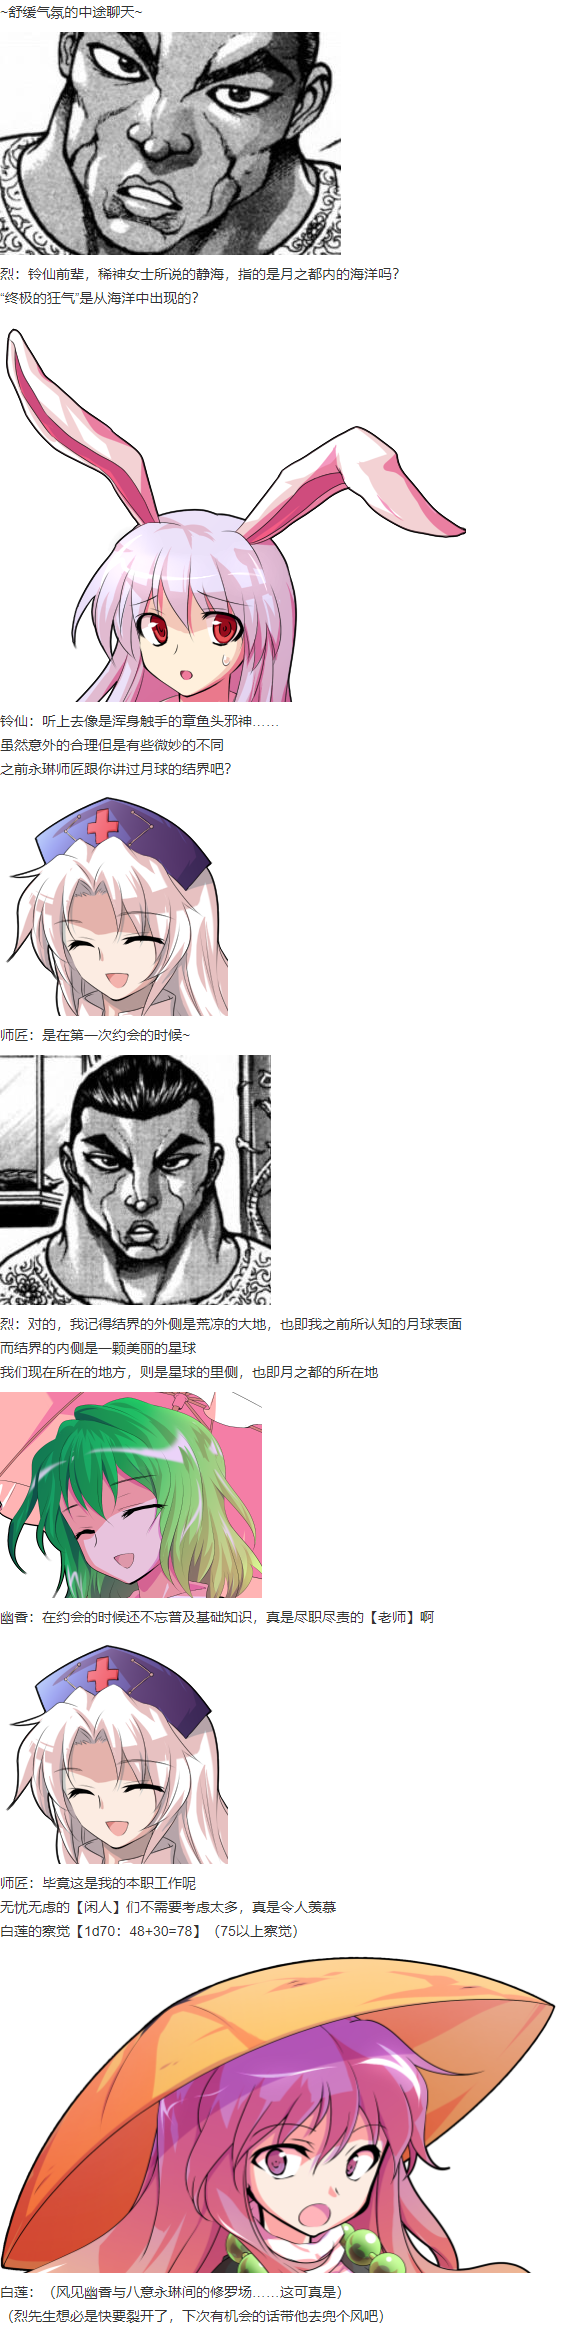 ~舒缓气氛的中途聊天~
烈：铃仙前辈，稀神女士所说的静海，指的是月之都内的海洋吗？
“终极的狂气”是从海洋中出现的？
铃仙：听上去像是浑身触手的章鱼头邪神……
虽然意外的合理但是有些微妙的不同
之前永琳师匠跟你讲过月球的结界吧？
师匠：是在第一次约会的时候~
烈：对的，我记得结界的外侧是荒凉的大地，也即我之前所认知的月球表面
而结界的内侧是一颗美丽的星球
我们现在所在的地方，则是星球的里侧，也即月之都的所在地
幽香：在约会的时候还不忘普及基础知识，真是尽职尽责的【老师】啊
师匠：毕竟这是我的本职工作呢
无忧无虑的【闲人】们不需要考虑太多，真是令人羡慕
白莲的察觉【1d70：48+30=78】（75以上察觉）
白莲：（风见幽香与八意永琳间的修罗场……这可真是）
（烈先生想必是快要裂开了，下次有机会的话带他去兜个风吧）